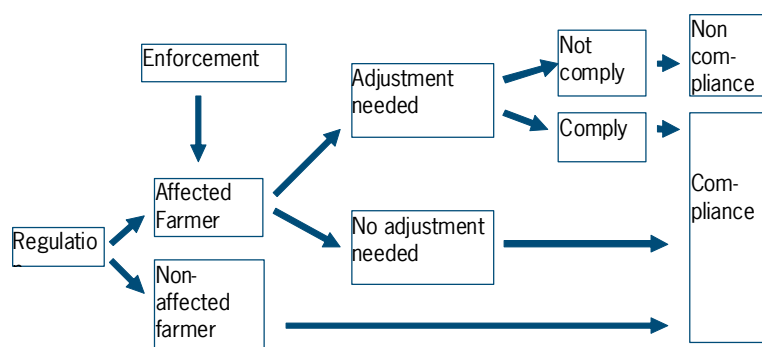 Enforcement
Adjustment
needed
Not
comply
Non
com-
pliance
Comply
Affected
Farmer
No adjustment
needed
Com-
pliance
Regulatio
Non-
affected
farmer